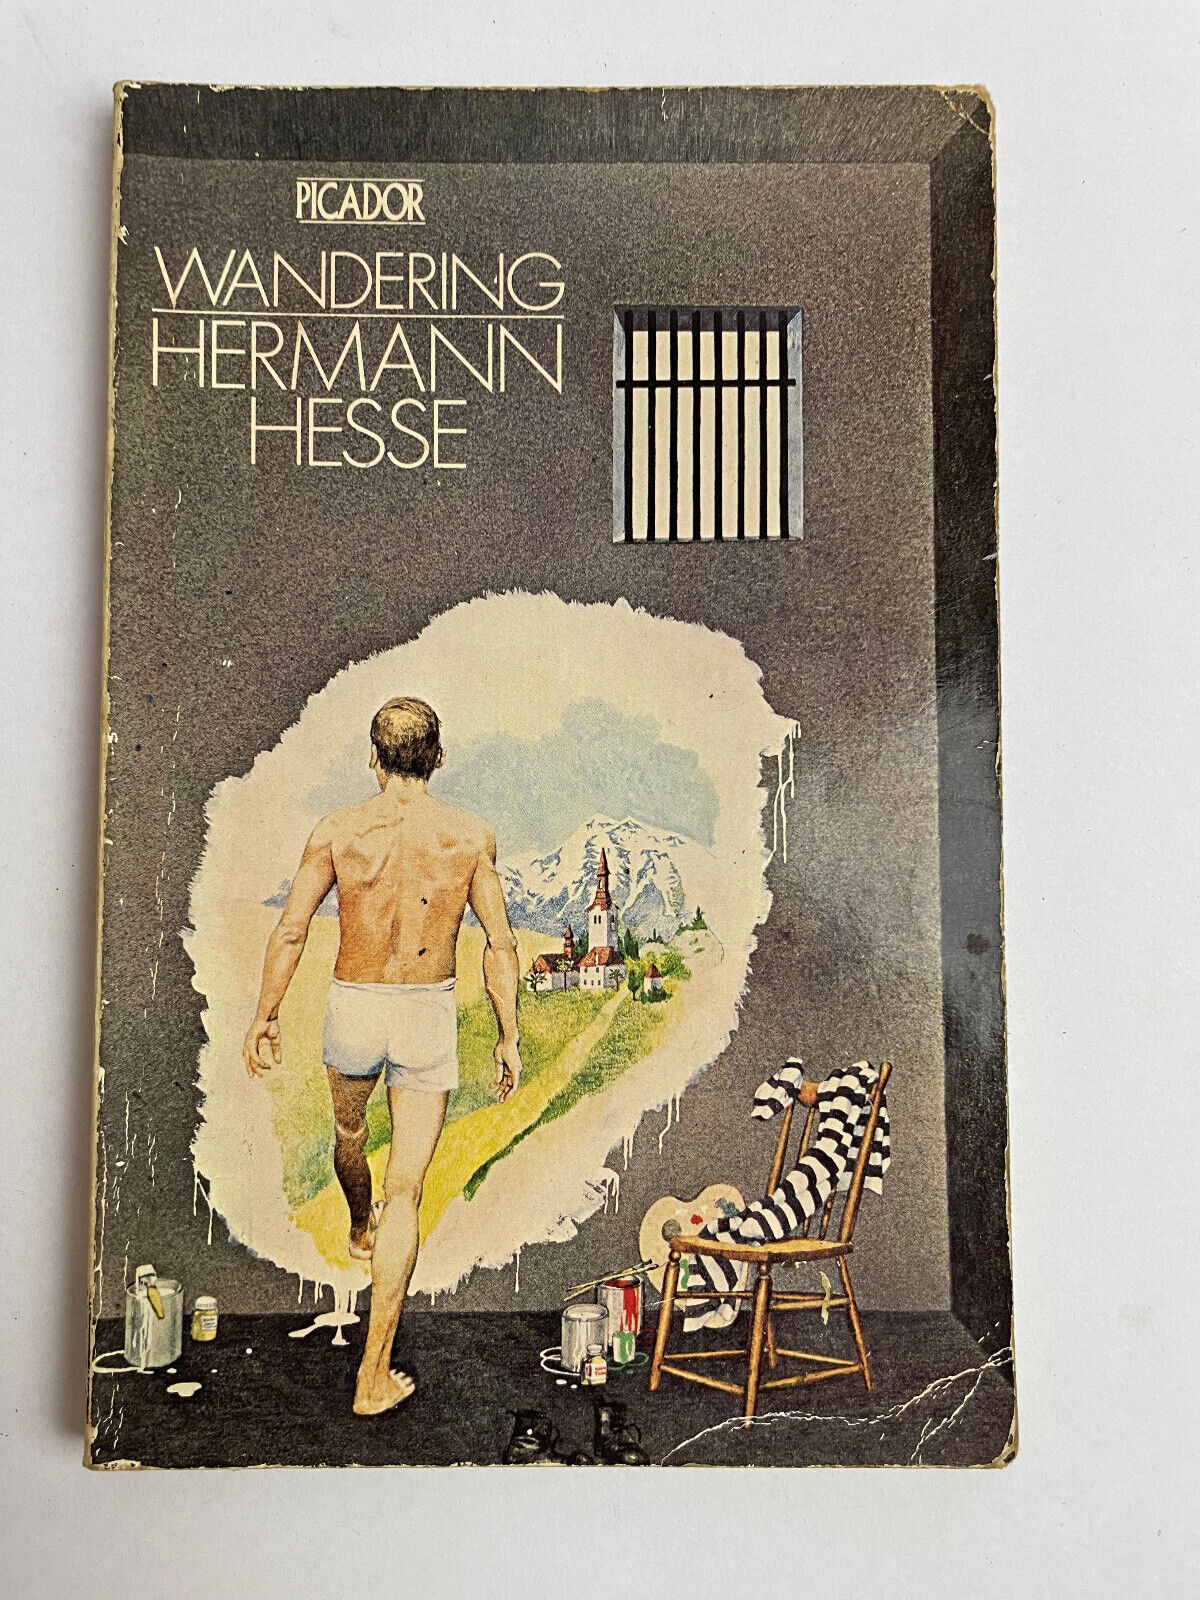 PICADOR
WANDERING
HERMANN
HESSE